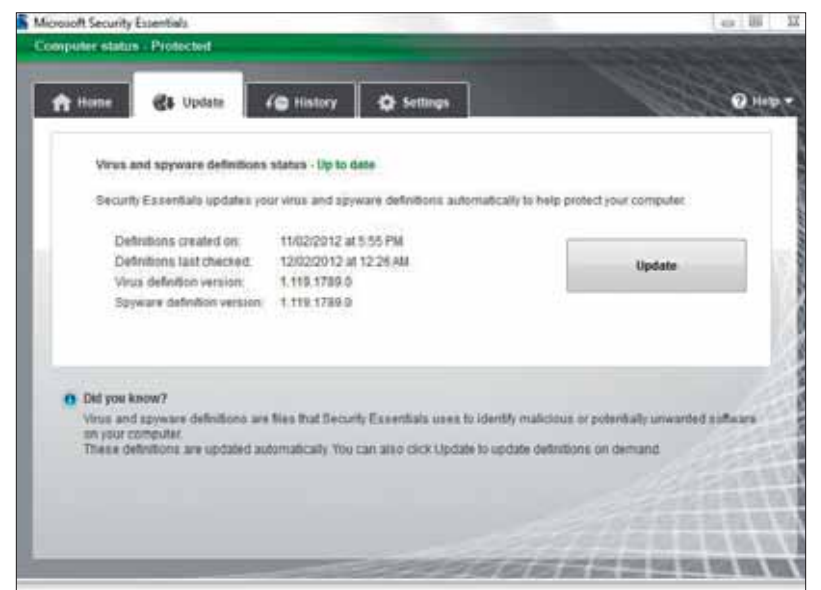 Microsoft Security Essentials
Computer status - Protected
Home
Update
History
Settings
Help
Virus and spyware definitions status - Up to date
Security Essentials updates your virus and spyware definitions automatically to help protect your computer.
Definitions created on: 11/02/2012 at 5:55 PM
Definitions last checked: 12/02/2012 at 12:26 AM
Virus definition version: 1.119.1789.0
Spyware definition version: 1.119.1789.0
Update
Did you know?
Virus and spyware definitions are files that Security Essentials uses to identify malicious or potentially unwanted software
on your computer.
These definitions are updated automatically. You can also click Update to update definitions on demand.